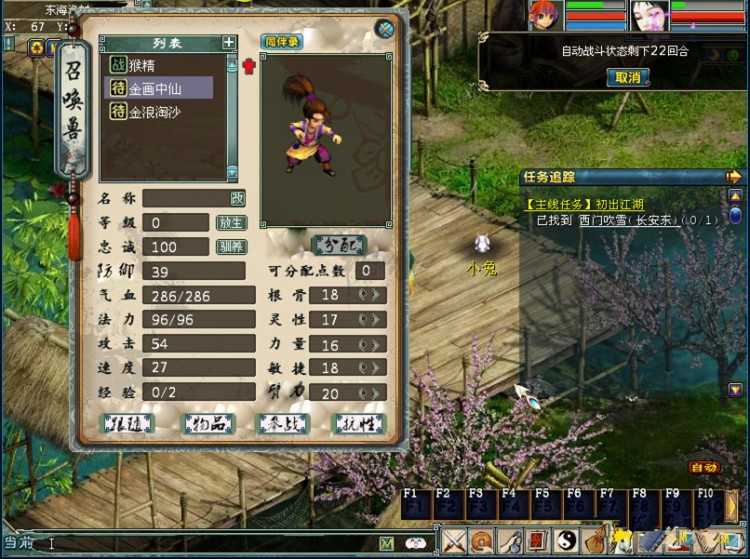 东海渔村
X: 67 Y:
召唤兽
列表
同伴录
战 猴精
待 金画中仙
待 金浪淘沙
名称
改
等级 0 放生
忠诚 100 驯养
分配
防御 39
可分配点数 0
气血 286/286
根骨 18
法力 96/96
灵性 17
攻击 54
力量 16
速度 27
敏捷 18
经验 0/2
臂力 20
跟随 物品 参战 抗性
自动战斗状态剩下22回合
取消
任务追踪
【主线任务】初出江湖
已找到 西门吹雪(长安东)(0/1)
小兔
自动
F1 F2 F3 F4 F5 F6 F7 F8 F9 F10
当前
M